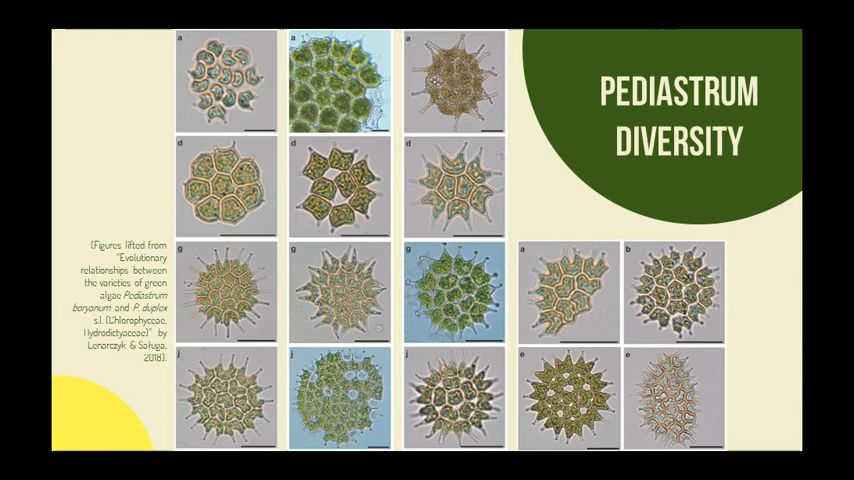 PEDIASTRUM
DIVERSITY
a
a
a
d
d
d
(Figures lifted from
"Evolutionary
relationships between
the varieties of green
algae Pediastrum
boryanum and P. duplex
s.l. (Chlorophyceae,
Hydrodictyaceae)" by
Lenarczyk & Saługa,
2018).
g
g
g
a
b
j
j
j
e
e